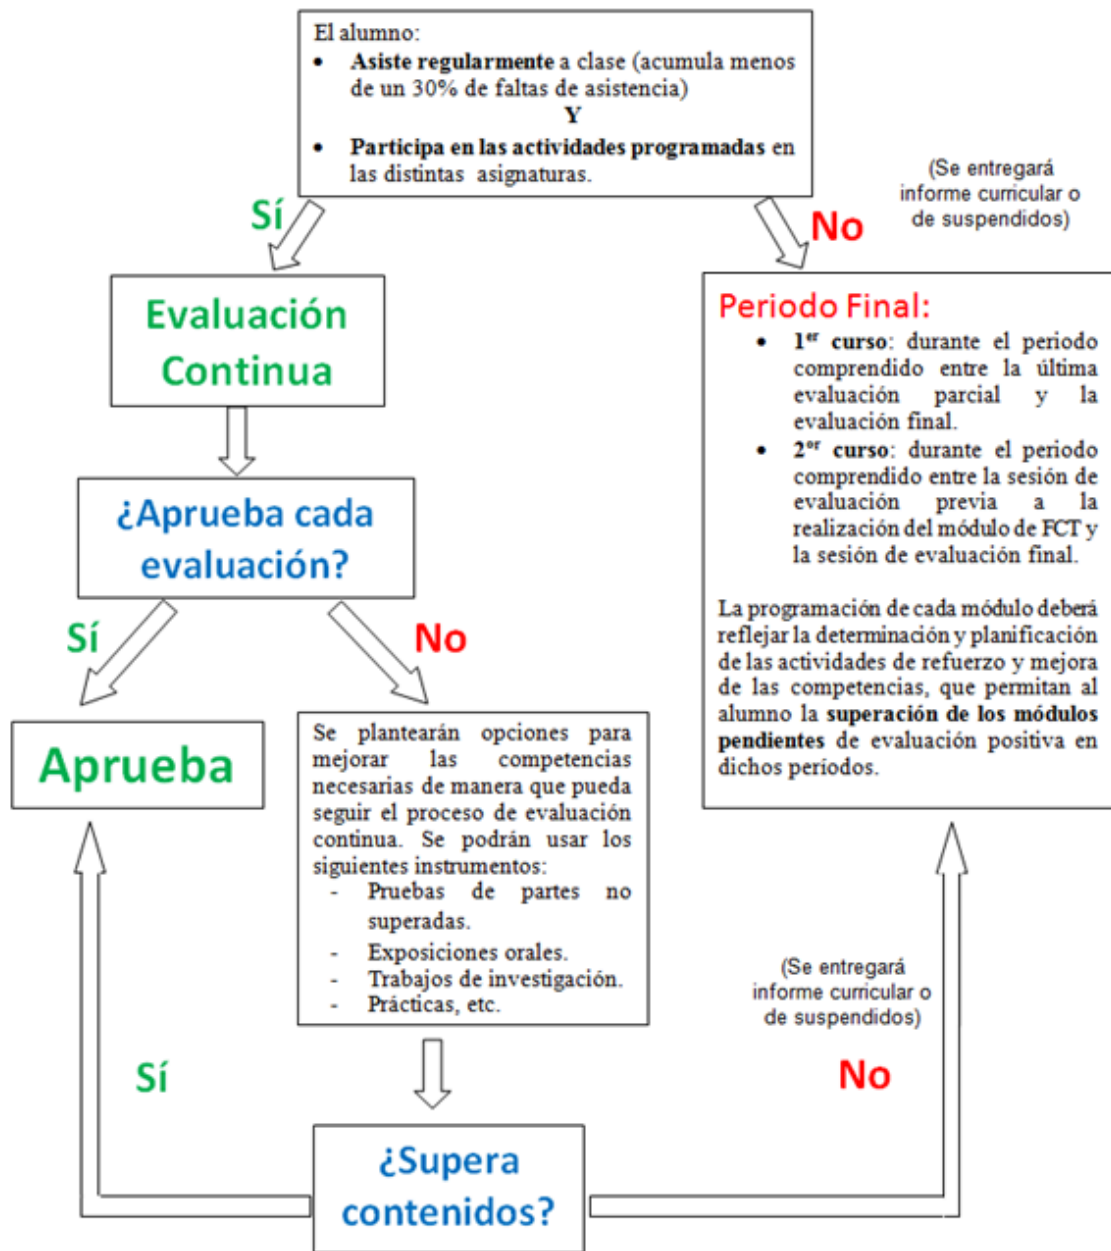 El alumno:
• Asiste regularmente a clase (acumula menos
de un 30% de faltas de asistencia)
Y
• Participa en las actividades programadas en
las distintas asignaturas.
Sí
No
(Se entregará
informe curricular o
de suspendidos)
Evaluación
Continua
Periodo Final:
• 1er curso: durante el periodo
comprendido entre la última
evaluación parcial y la
evaluación final.
• 2or curso: durante el periodo
comprendido entre la sesión de
evaluación previa a la
realización del módulo de FCT y
la sesión de evaluación final.
La programación de cada módulo deberá
reflejar la determinación y planificación
de las actividades de refuerzo y mejora
de las competencias, que permitan al
alumno la superación de los módulos
pendientes de evaluación positiva en
dichos períodos.
¿Aprueba cada
evaluación?
Sí
No
Aprueba
Se plantearán opciones para
mejorar las competencias
necesarias de manera que pueda
seguir el proceso de evaluación
continua. Se podrán usar los
siguientes instrumentos:
- Pruebas de partes no
superadas.
- Exposiciones orales.
- Trabajos de investigación.
- Prácticas, etc.
(Se entregará
informe curricular o
de suspendidos)
Sí
No
¿Supera
contenidos?